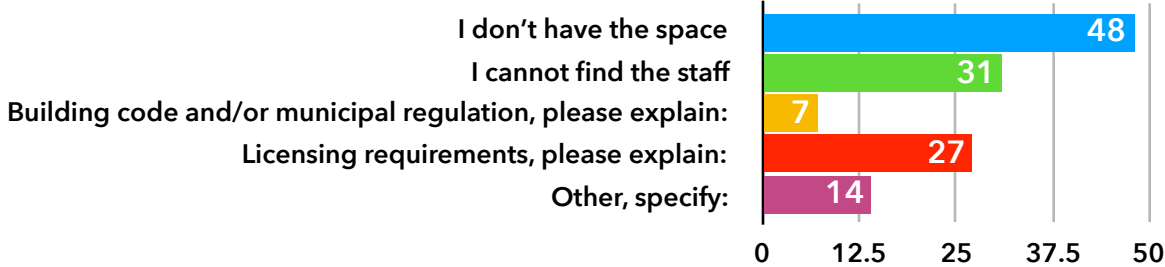 I don’t have the space 48
I cannot find the staff 31
Building code and/or municipal regulation, please explain: 7
Licensing requirements, please explain: 27
Other, specify: 14
0 12.5 25 37.5 50